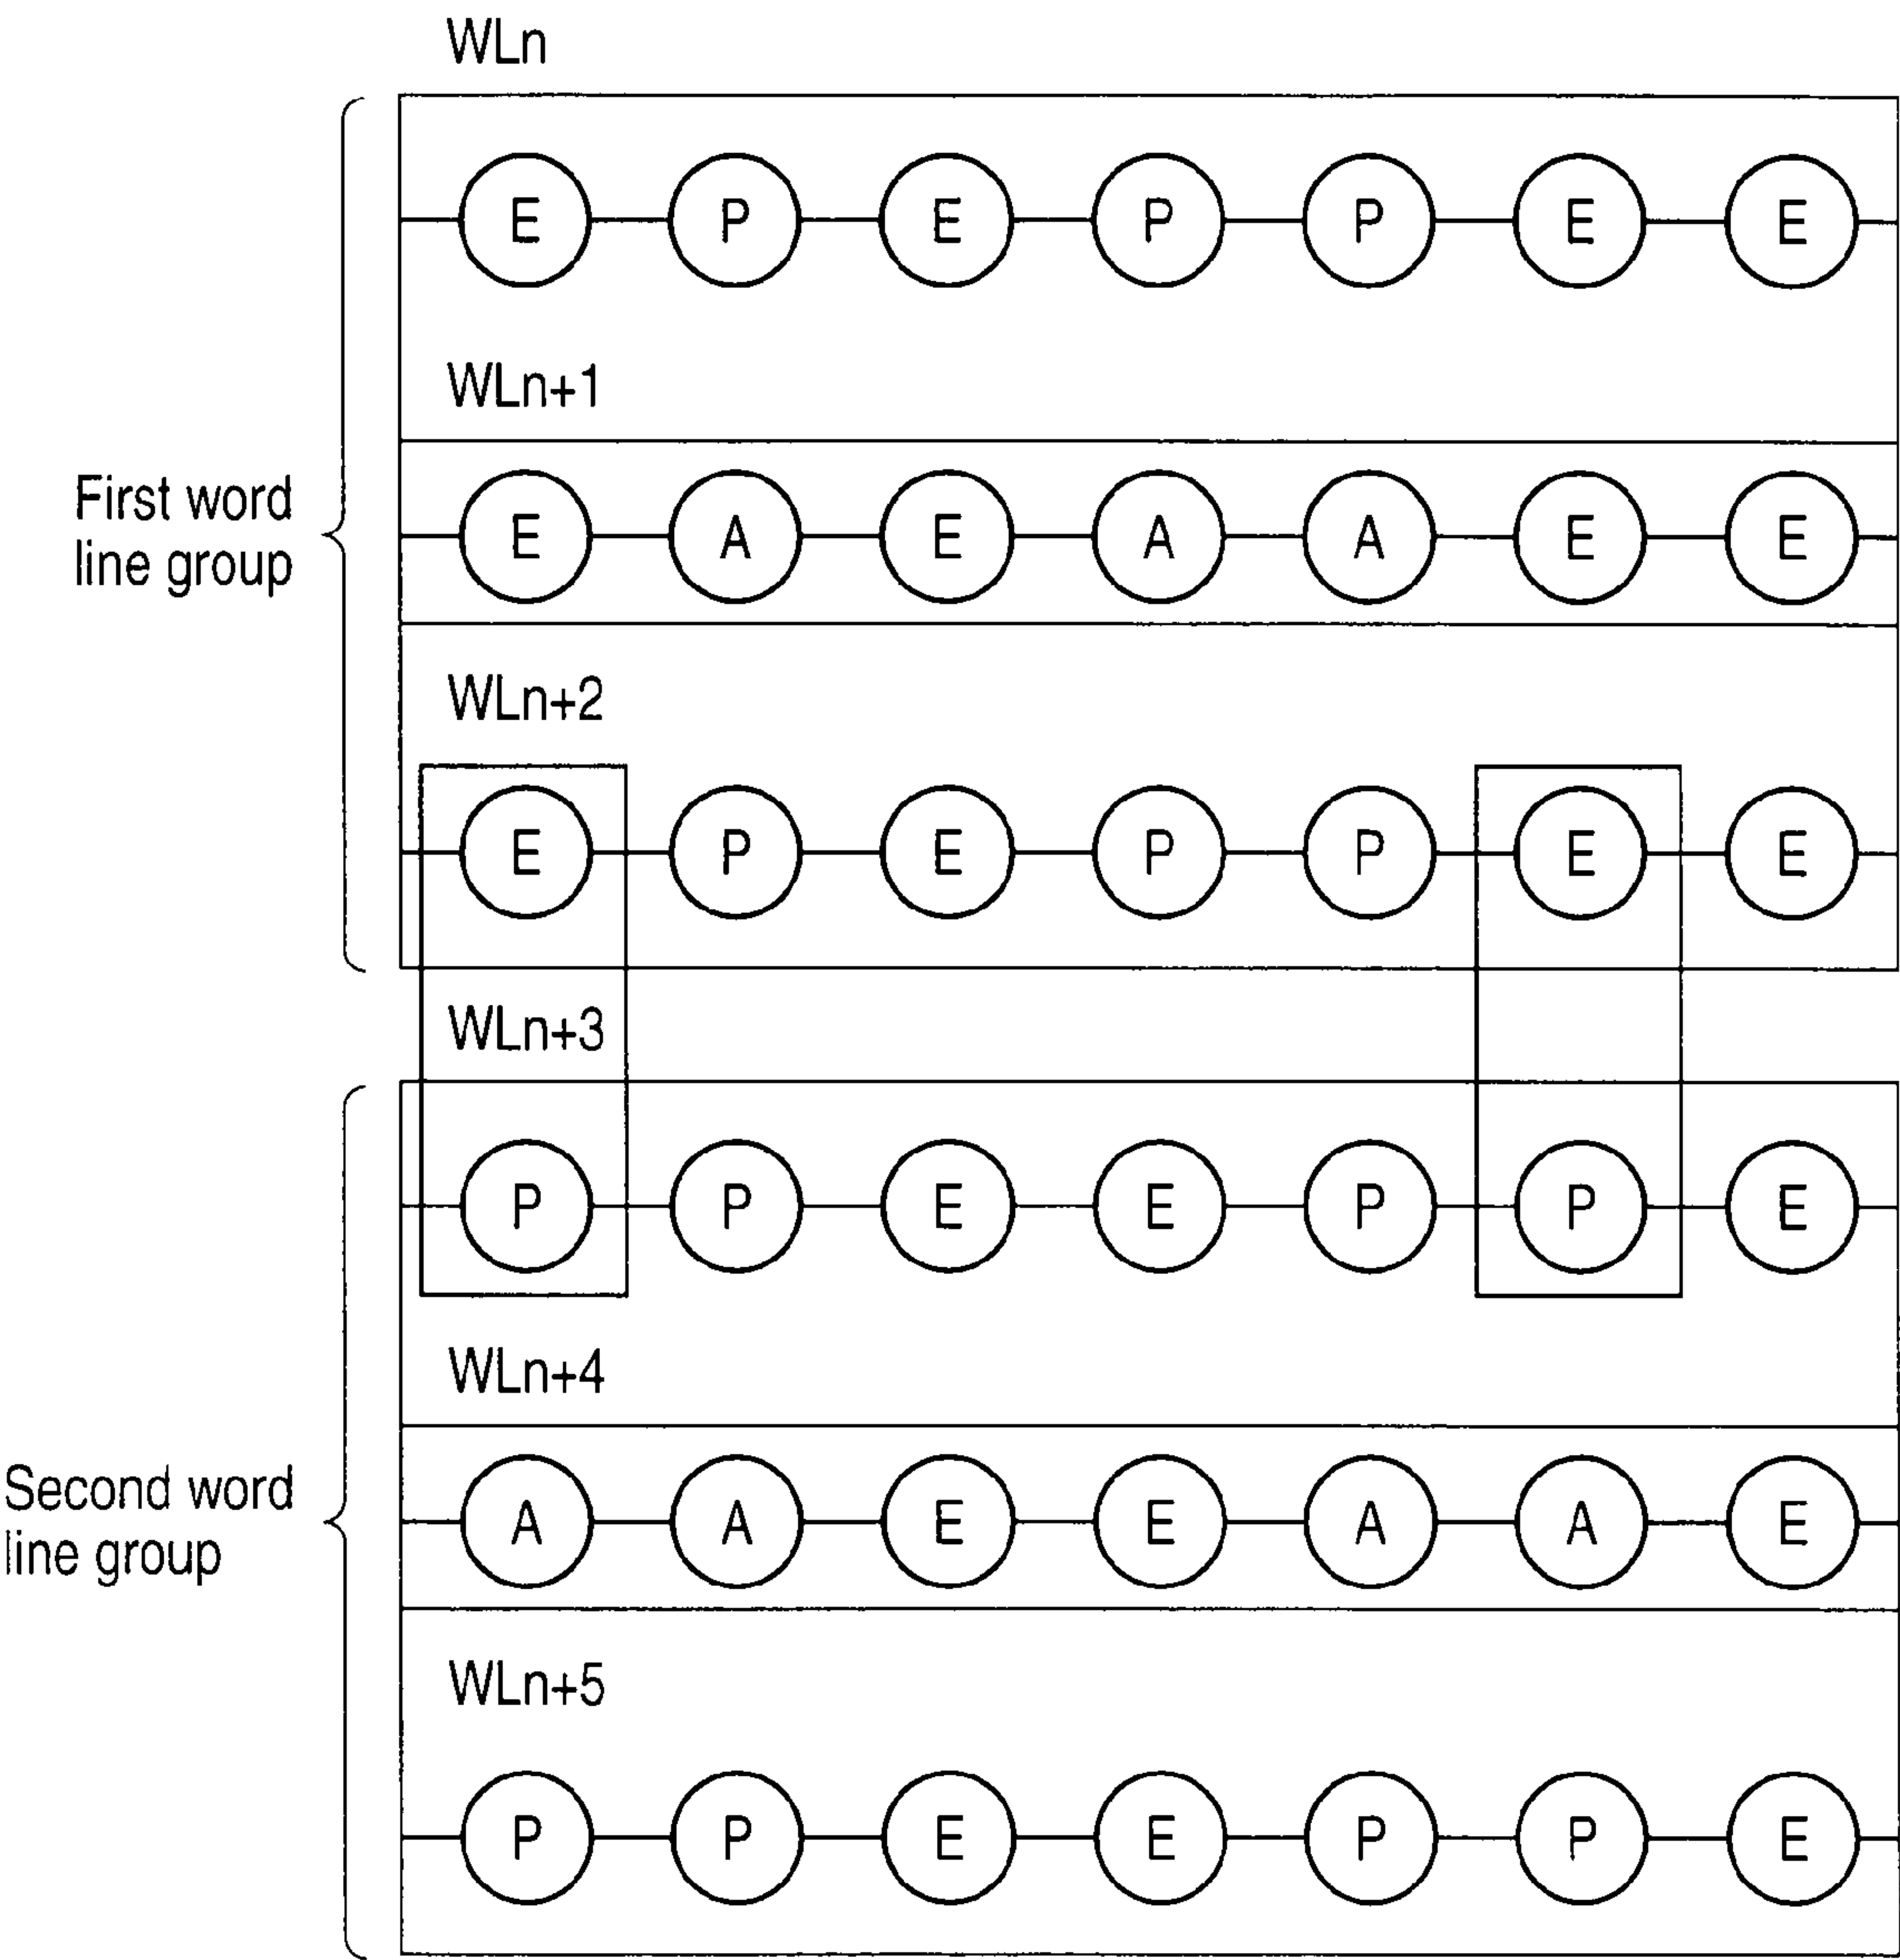 WLn
E P E P P E E
WLn+1
First word
line group
E A E A A E E
WLn+2
E P E P P E E
WLn+3
P P E E P P E
WLn+4
Second word
line group
A A E E A A E
WLn+5
P P E E P P E